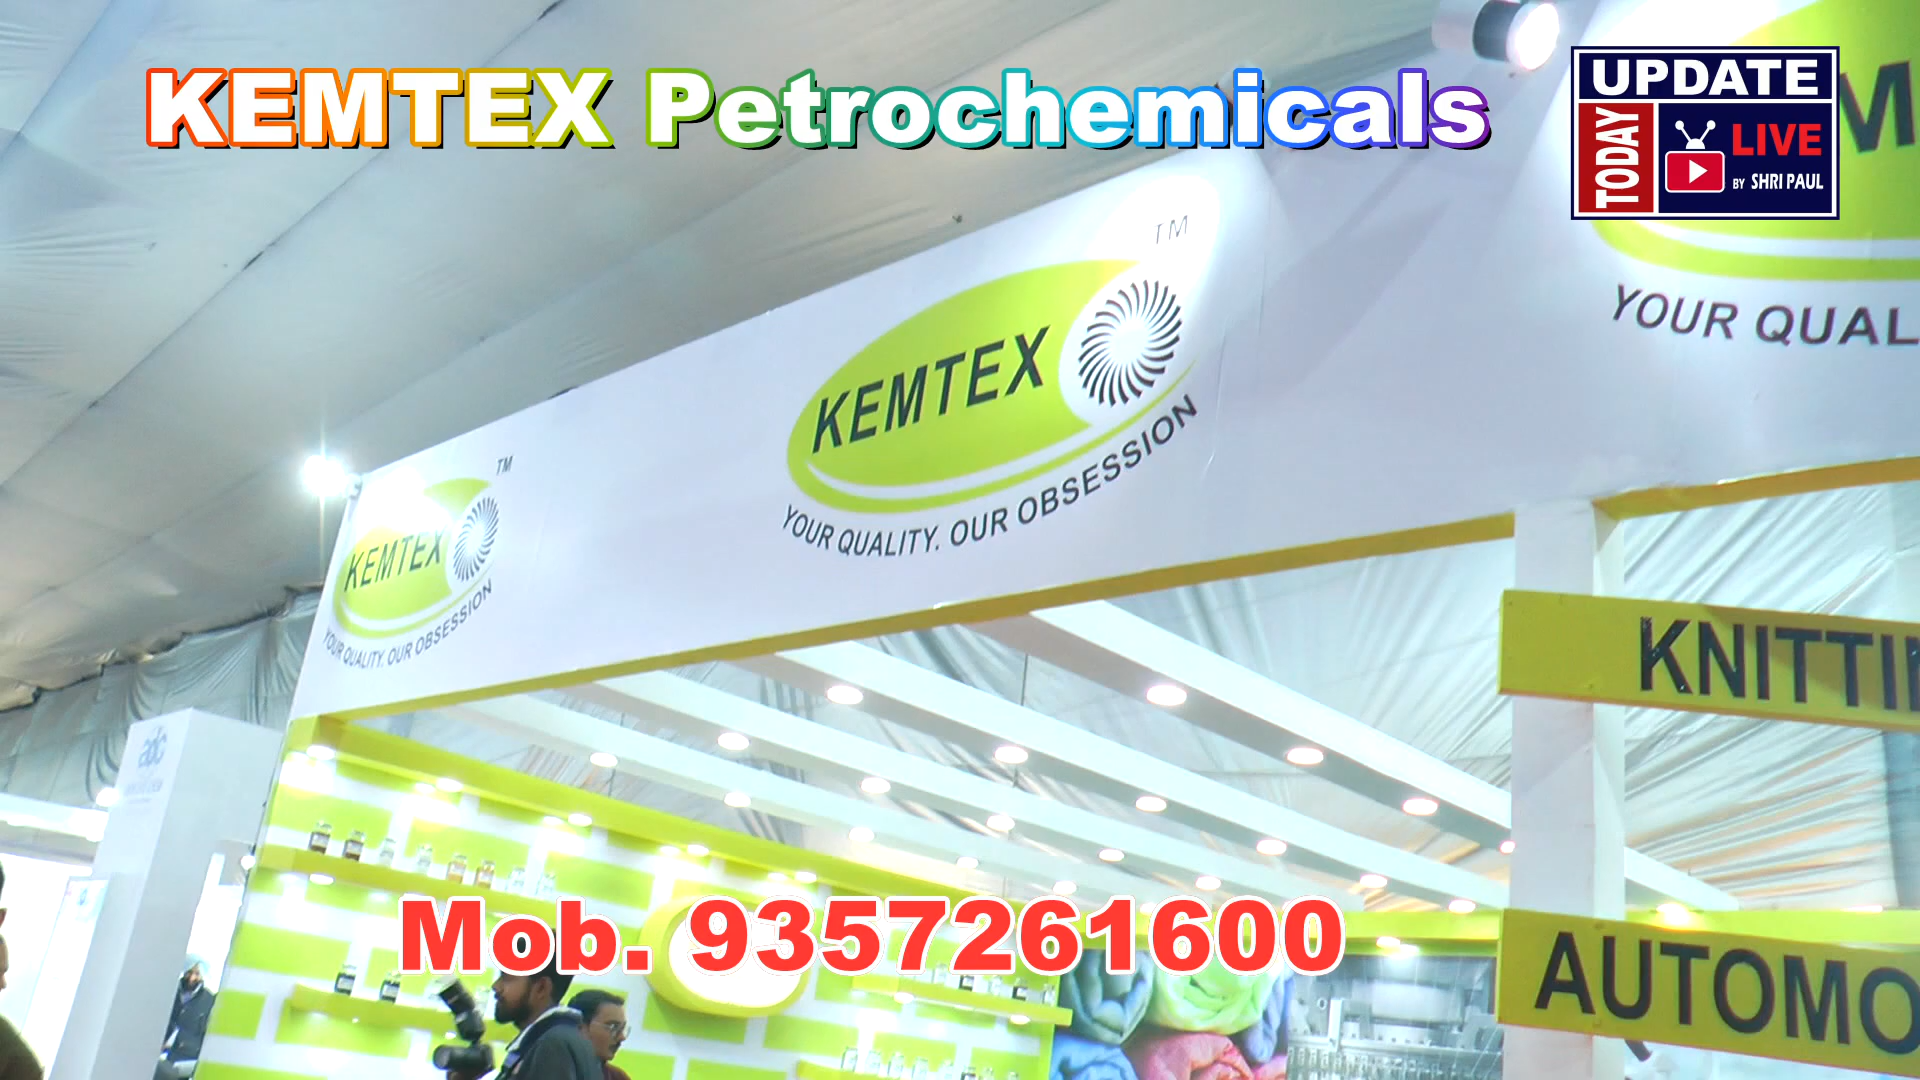 KEMTEX Petrochemicals
UPDATE
TODAY
LIVE
BY SHRI PAUL
M
YOUR QUAL
TM
KEMTEX
YOUR QUALITY. OUR OBSESSION
TM
KEMTEX
YOUR QUALITY. OUR OBSESSION
KNITTI
adc
Mob. 9357261600
AUTOMO